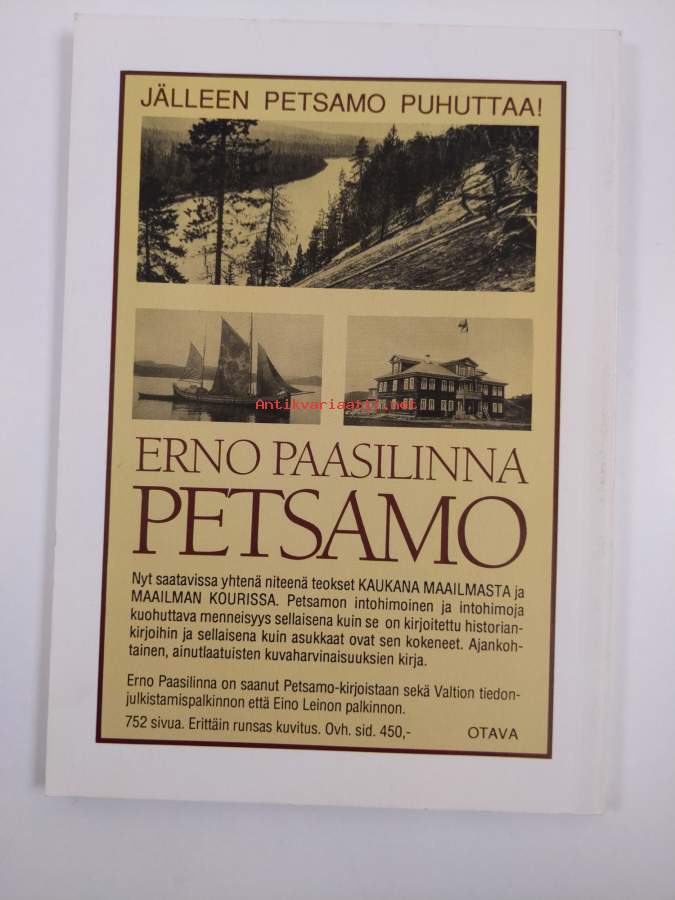 JÄLLEEN PETSAMO PUHUTTAA!
Antikvariaatti.net
ERNO PAASILINNA
PETSAMO
Nyt saatavissa yhtenä niteenä teokset KAUKANA MAAILMASTA ja
MAAILMAN KOURISSA. Petsamon intohimoinen ja intohimoja
kuohuttava menneisyys sellaisena kuin se on kirjoitettu historian-
kirjoihin ja sellaisena kuin asukkaat ovat sen kokeneet. Ajankoh-
tainen, ainutlaatuisten kuvaharvinaisuuksien kirja.
Erno Paasilinna on saanut Petsamo-kirjoistaan sekä Valtion tiedon-
julkistamispalkinnon että Eino Leinon palkinnon.
752 sivua. Erittäin runsas kuvitus. Ovh. sid. 450,-
OTAVA